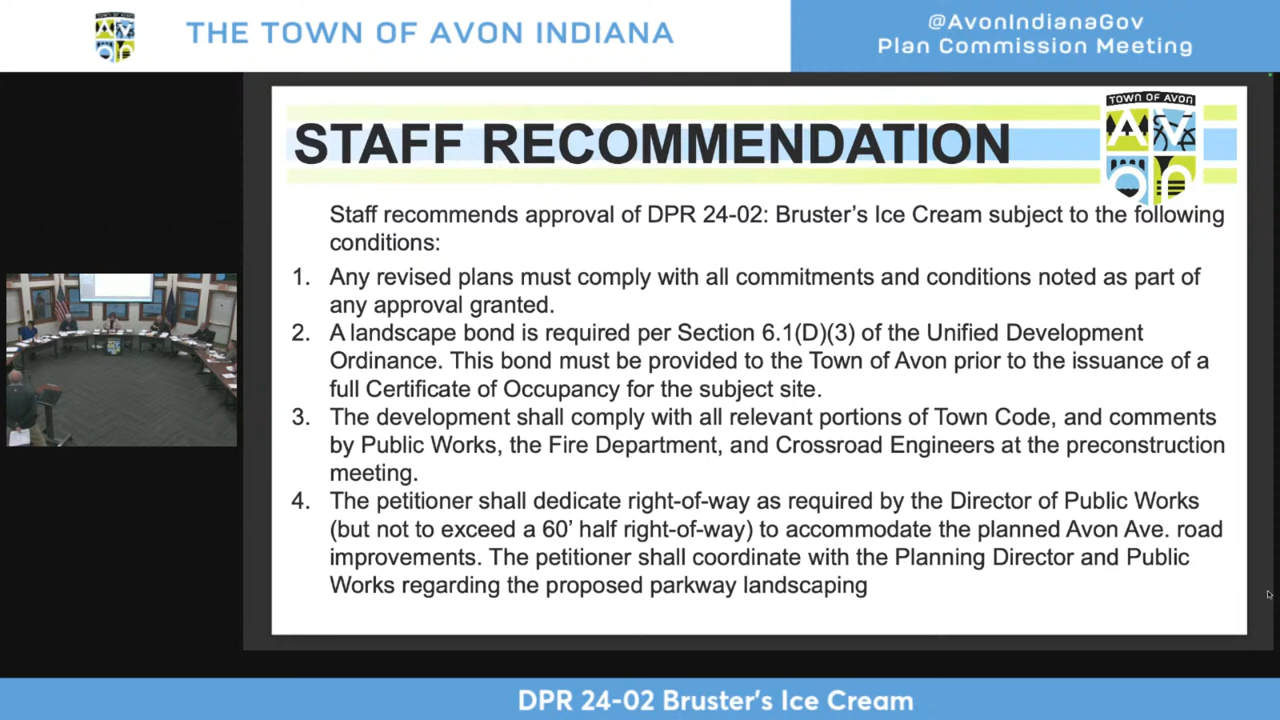 THE TOWN OF AVON INDIANA
@AvonIndianaGov
Plan Commission Meeting
STAFF RECOMMENDATION
TOWN OF AVON
Avon
Staff recommends approval of DPR 24-02: Bruster's Ice Cream subject to the following
conditions:
1. Any revised plans must comply with all commitments and conditions noted as part of
any approval granted.
2. A landscape bond is required per Section 6.1(D)(3) of the Unified Development
Ordinance. This bond must be provided to the Town of Avon prior to the issuance of a
full Certificate of Occupancy for the subject site.
3. The development shall comply with all relevant portions of Town Code, and comments
by Public Works, the Fire Department, and Crossroad Engineers at the preconstruction
meeting.
4. The petitioner shall dedicate right-of-way as required by the Director of Public Works
(but not to exceed a 60' half right-of-way) to accommodate the planned Avon Ave. road
improvements. The petitioner shall coordinate with the Planning Director and Public
Works regarding the proposed parkway landscaping
DPR 24-02 Bruster's Ice Cream